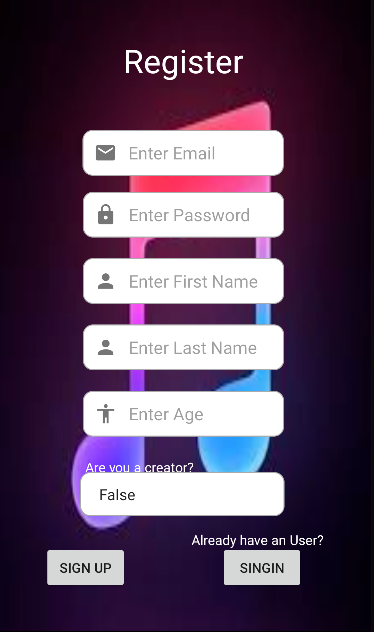 Register
Enter Email
Enter Password
Enter First Name
Enter Last Name
Enter Age
Are you a creator?
False
Already have an User?
SIGN UP
SINGIN